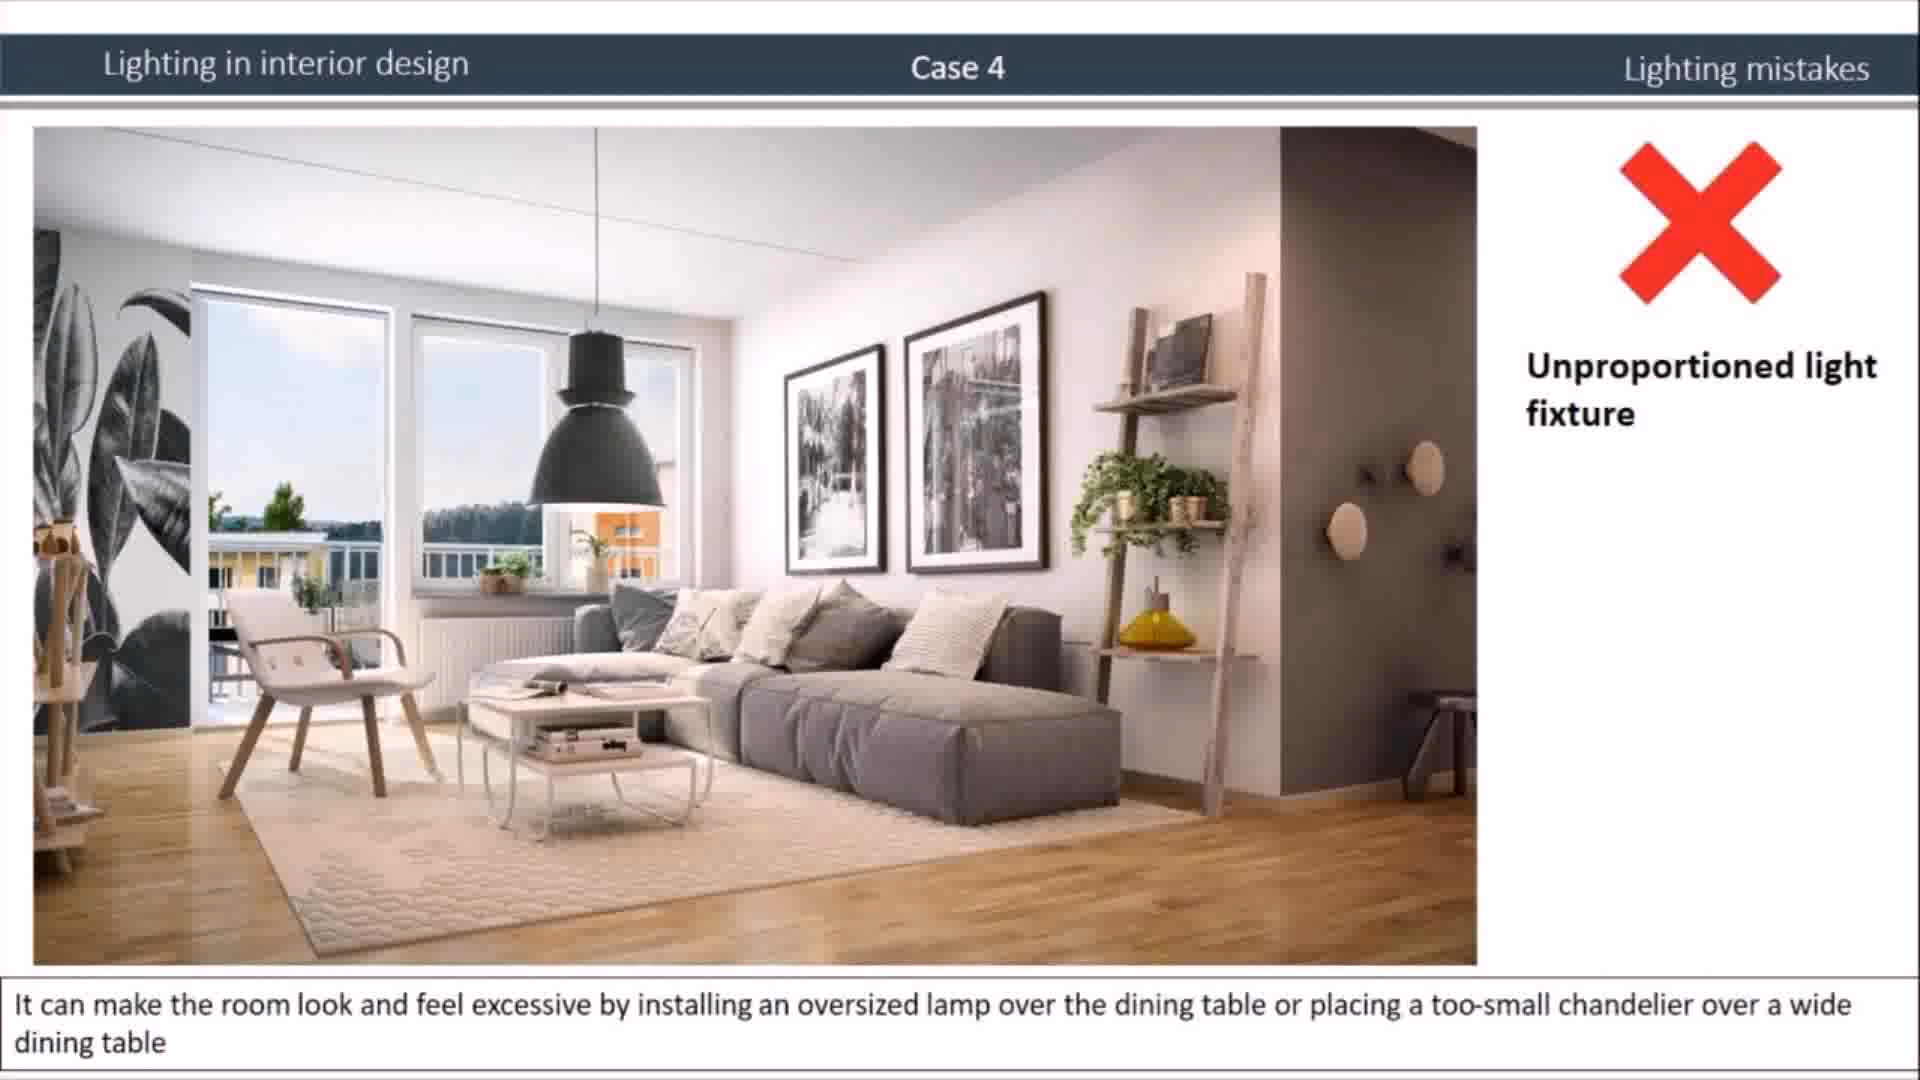 Lighting in interior design
Case 4
Lighting mistakes
Unproportioned light
fixture
It can make the room look and feel excessive by installing an oversized lamp over the dining table or placing a too-small chandelier over a wide
dining table